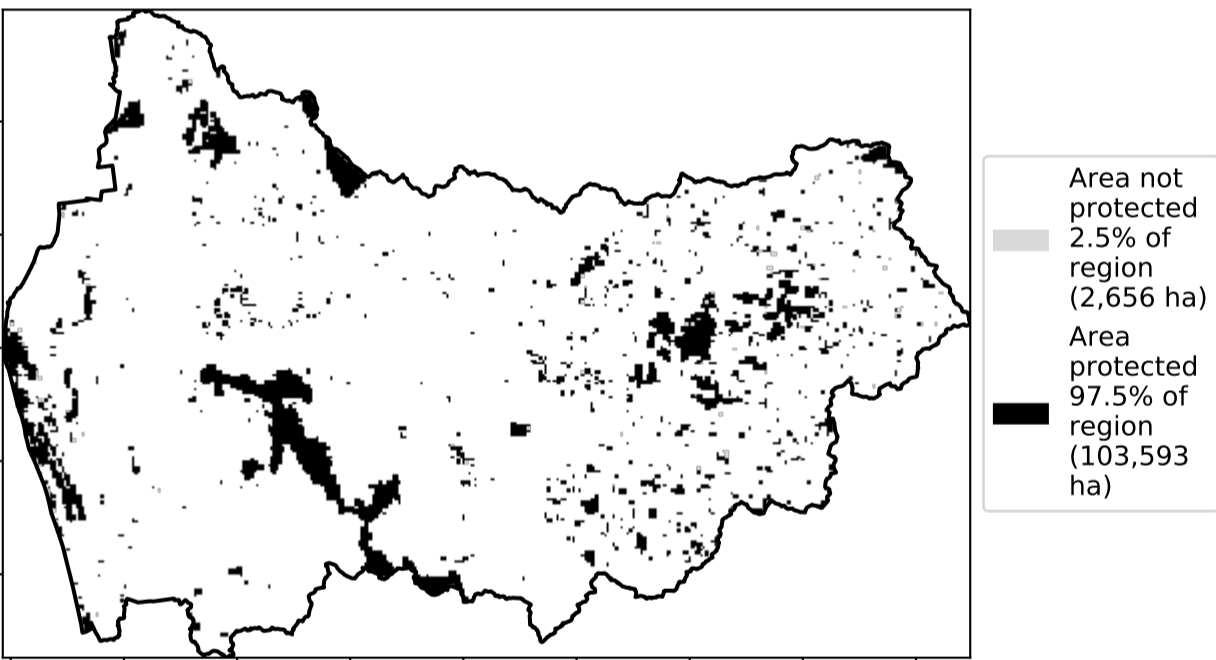 Area not
protected
2.5% of
region
(2,656 ha)
Area
protected
97.5% of
region
(103,593
ha)